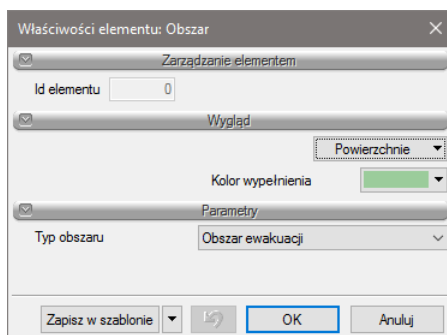 Właściwości elementu: Obszar
Zarządzanie elementem
Id elementu 0
Wygląd
Powierzchnie
Kolor wypełnienia
Parametry
Typ obszaru Obszar ewakuacji
Zapisz w szablonie OK Anuluj